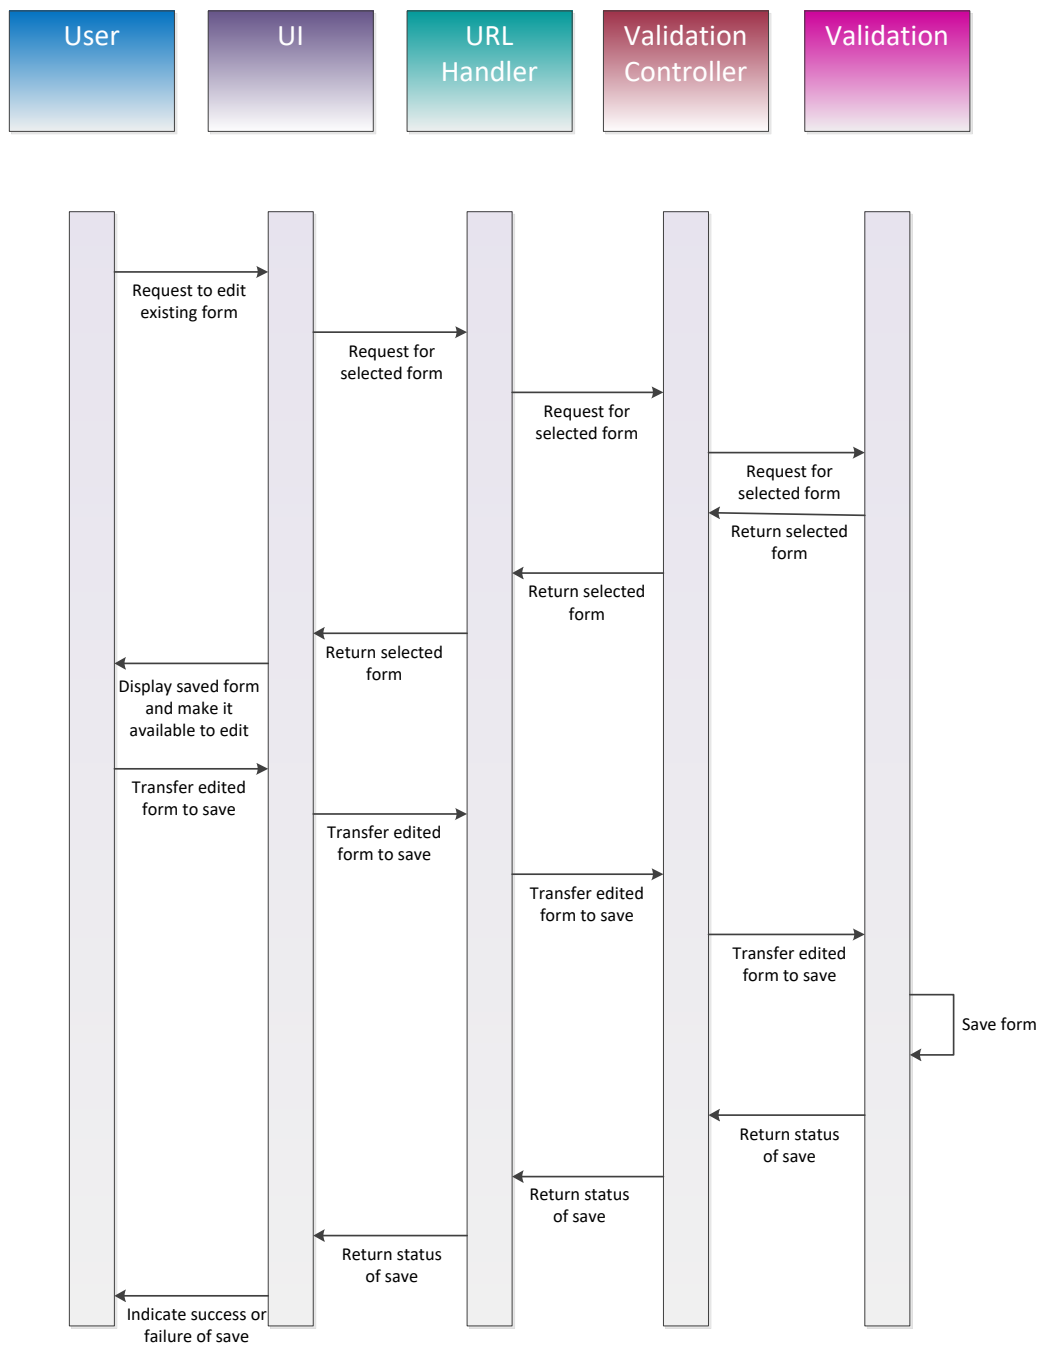 User
UI
URL
Handler
Validation
Controller
Validation
Request to edit
existing form
Request for
selected form
Request for
selected form
Request for
selected form
Return selected
form
Return selected
form
Return selected
form
Display saved form
and make it
available to edit
Transfer edited
form to save
Transfer edited
form to save
Transfer edited
form to save
Transfer edited
form to save
Save form
Return status
of save
Return status
of save
Return status
of save
Indicate success or
failure of save